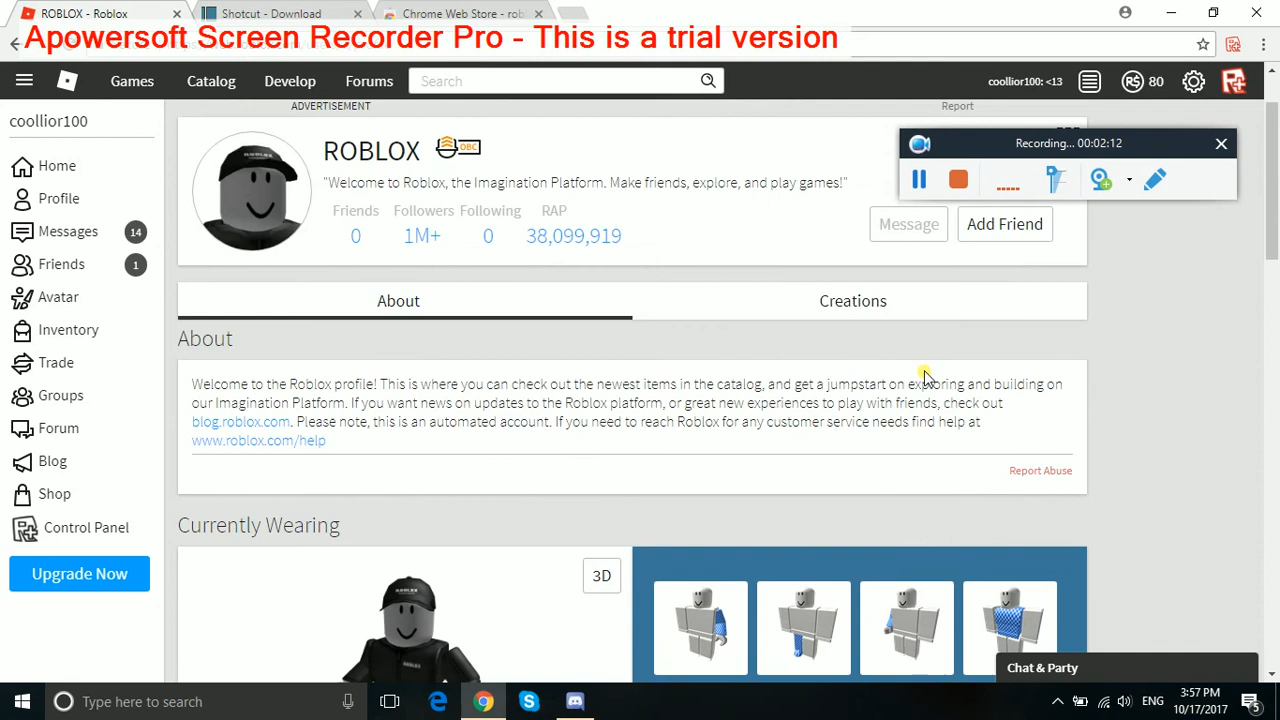 ROBLOX - Roblox
Shotcut - Download
Chrome Web Store - rob
Apowersoft Screen Recorder Pro - This is a trial version
Games
Catalog
Develop
Forums
Search
coollior100: <13
R$ 80
coollior100
ADVERTISEMENT
Report
Home
Profile
Messages 14
Friends 1
Avatar
Inventory
Trade
Groups
Forum
Blog
Shop
Control Panel
Upgrade Now
ROBLOX
ROBLOX OBC
"Welcome to Roblox, the Imagination Platform. Make friends, explore, and play games!"
Friends Followers Following RAP
0 1M+ 0 38,099,919
Recording... 00:02:12
Message
Add Friend
About
Creations
About
Welcome to the Roblox profile! This is where you can check out the newest items in the catalog, and get a jumpstart on exploring and building on
our Imagination Platform. If you want news on updates to the Roblox platform, or great new experiences to play with friends, check out
blog.roblox.com. Please note, this is an automated account. If you need to reach Roblox for any customer service needs find help at
www.roblox.com/help
Report Abuse
Currently Wearing
3D
ROBLOX
Chat & Party
Type here to search
ENG
3:57 PM
10/17/2017
5